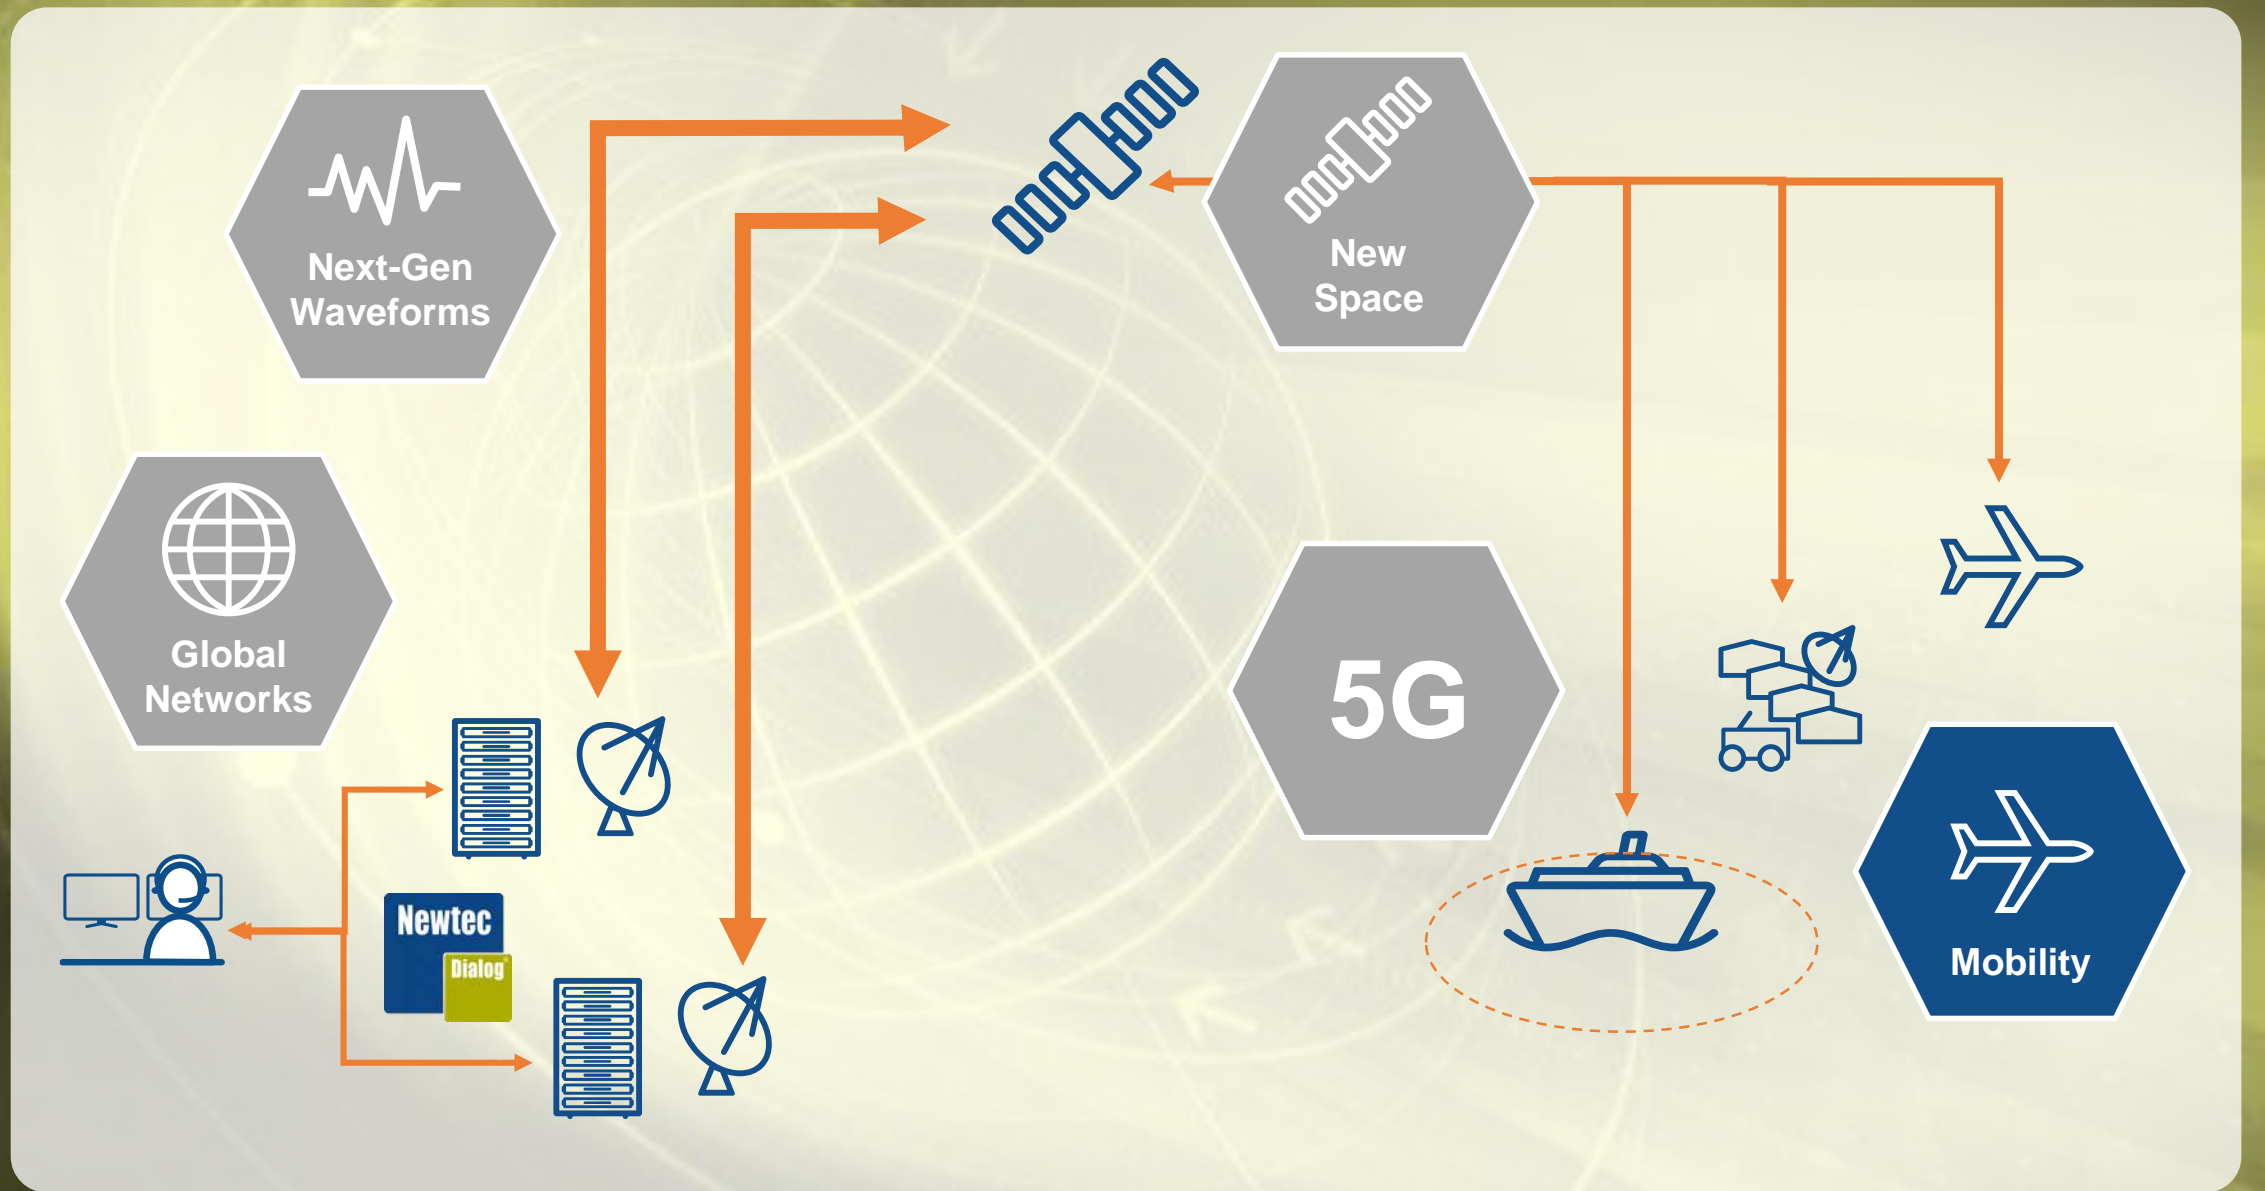 Next-Gen
Waveforms
New
Space
Global
Networks
5G
Newtec
Dialog
Mobility